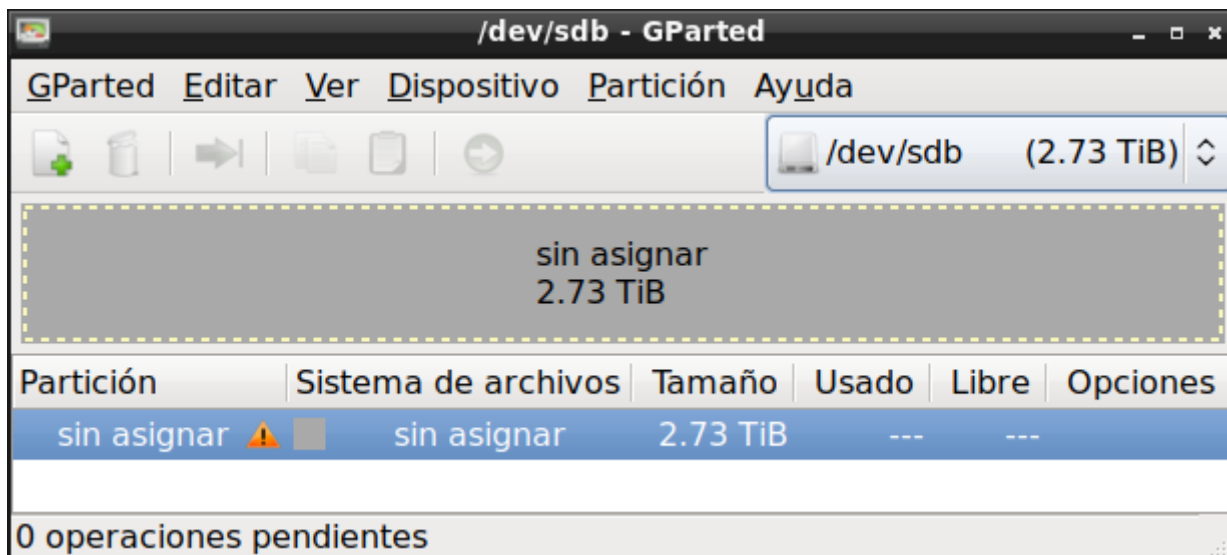 /dev/sdb - GParted
GParted Editar Ver Dispositivo Partición Ayuda
/dev/sdb (2.73 TiB)
sin asignar
2.73 TiB
Partición Sistema de archivos Tamaño Usado Libre Opciones
sin asignar sin asignar 2.73 TiB --- ---
0 operaciones pendientes